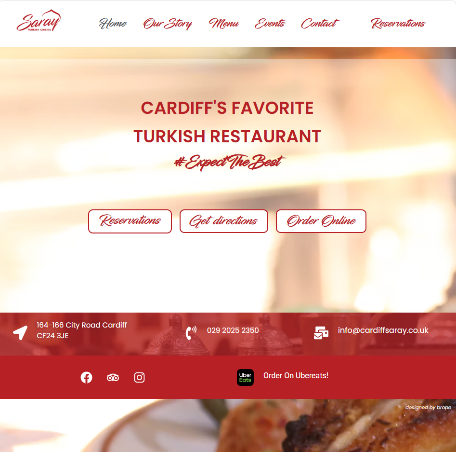 Saray
Home Our Story Menu Events Contact Reservations
CARDIFF'S FAVORITE
TURKISH RESTAURANT
#ExpectTheBest
Reservations Get directions Order Online
164-168 City Road Cardiff
CF24 3JE
029 2025 2350
info@cardiffsaray.co.uk
Uber
Eats
Order On Ubereats!
designed by